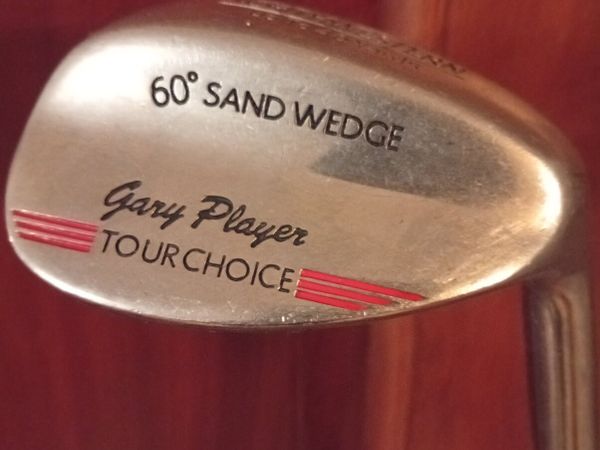 60° SAND WEDGE
Gary Player
TOUR CHOICE